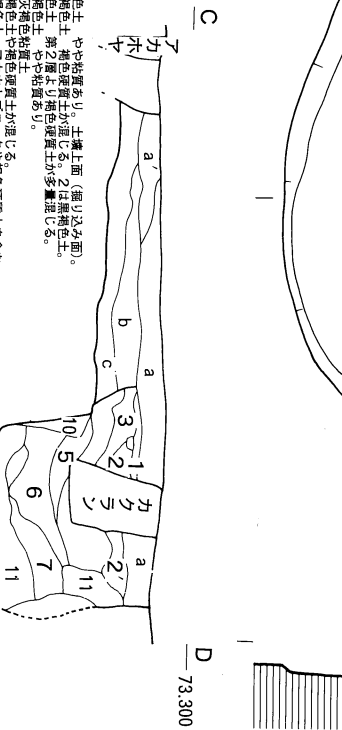 C
アカホヤ
a'
a
b
c
1
2
3
10
5
カクラン
6
7
11
11
2'
a
D
73.300
色土 やや粘質あり。土壙上面(掘り込み面)。
褐色土 褐色硬質土が混じる。2は黒褐色土。
色土 第2層より褐色硬質土が多量混じる。
褐色土 やや粘質あり。
灰褐色粘質土
褐色土や褐色硬質土が混じる。